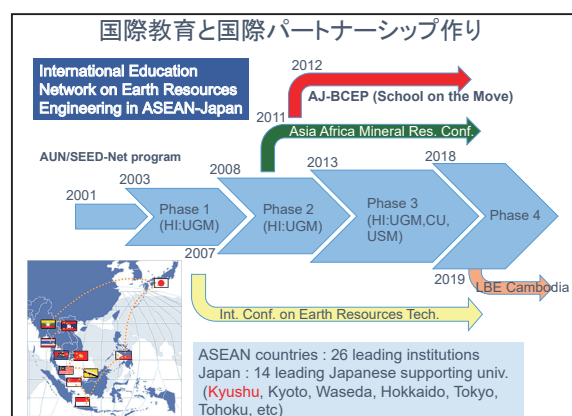 国際教育と国際パートナーシップ作り
International Education
Network on Earth Resources
Engineering in ASEAN-Japan
2012
AJ-BCEP (School on the Move)
2011
Asia Africa Mineral Res. Conf.
AUN/SEED-Net program
2001
2003
Phase 1
(HI:UGM)
2008
Phase 2
(HI:UGM)
2013
Phase 3
(HI:UGM,CU,
USM)
2018
Phase 4
2007
Int. Conf. on Earth Resources Tech.
2019
LBE Cambodia
ASEAN countries : 26 leading institutions
Japan : 14 leading Japanese supporting univ.
(Kyushu, Kyoto, Waseda, Hokkaido, Tokyo,
Tohoku, etc)